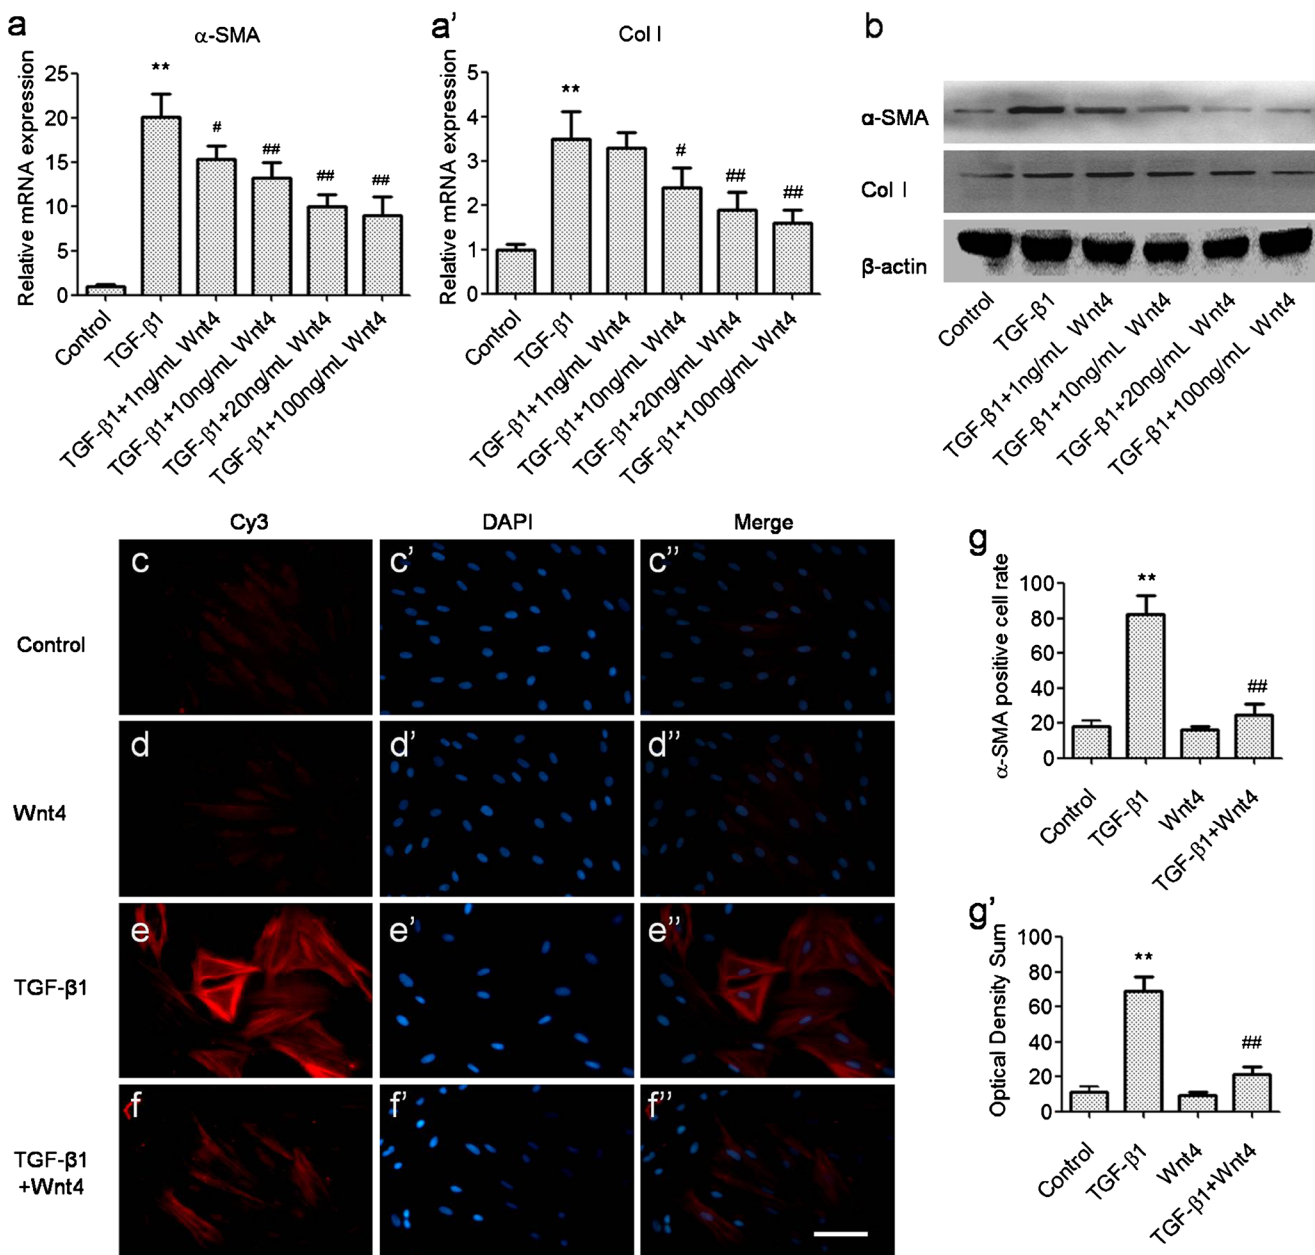 a
α-SMA
Relative mRNA expression
25
20
15
10
5
0
**
#
##
##
##
Control
TGF-β1
TGF-β1+1ng/mL Wnt4
TGF-β1+10ng/mL Wnt4
TGF-β1+20ng/mL Wnt4
TGF-β1+100ng/mL Wnt4
a'
Col I
Relative mRNA expression
5
4
3
2
1
0
**
#
##
##
Control
TGF-β1
TGF-β1+1ng/mL Wnt4
TGF-β1+10ng/mL Wnt4
TGF-β1+20ng/mL Wnt4
TGF-β1+100ng/mL Wnt4
b
α-SMA
Col I
β-actin
Control
TGF-β1
TGF-β1+1ng/mL Wnt4
TGF-β1+10ng/mL Wnt4
TGF-β1+20ng/mL Wnt4
TGF-β1+100ng/mL Wnt4
Cy3 DAPI Merge
Control
c c' c''
Wnt4
d d' d''
TGF-β1
e e' e''
TGF-β1
+Wnt4
f f' f''
g
α-SMA positive cell rate
100
80
60
40
20
0
**
##
Control
TGF-β1
Wnt4
TGF-β1+Wnt4
g'
Optical Density Sum
100
80
60
40
20
0
**
##
Control
TGF-β1
Wnt4
TGF-β1+Wnt4